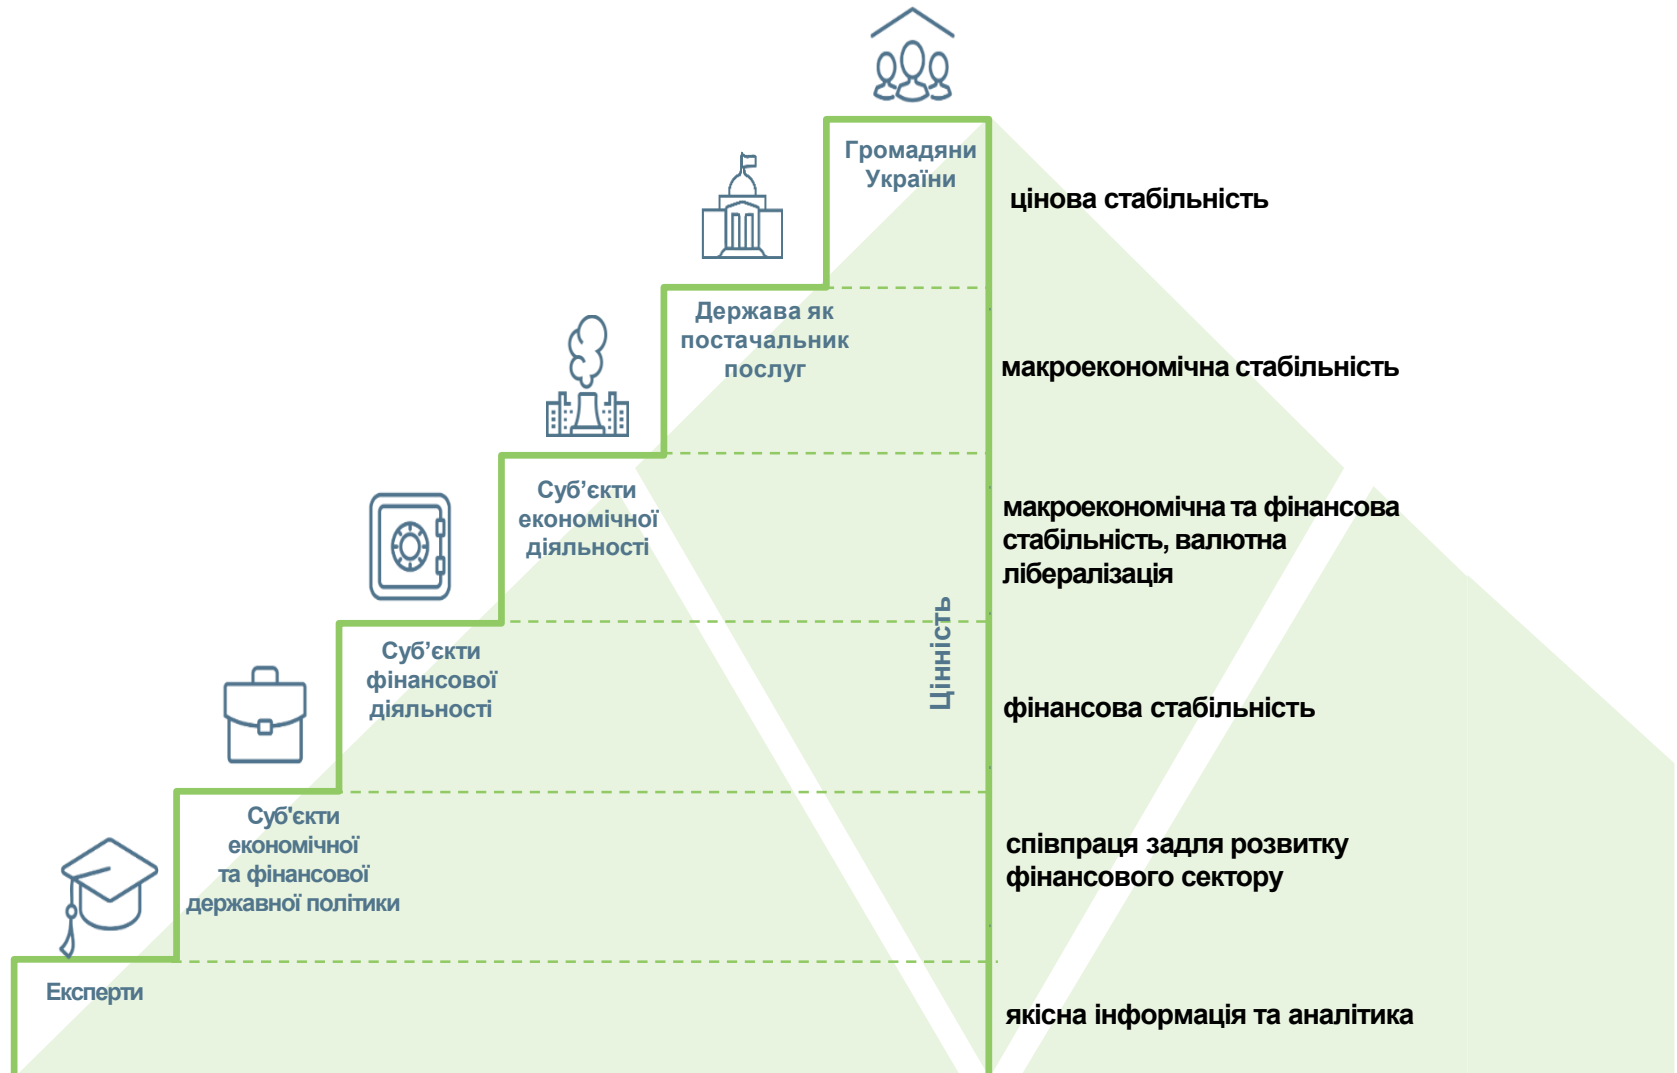 Громадяни
України
цінова стабільність
Держава як
постачальник
послуг
макроекономічна стабільність
Суб’єкти
економічної
діяльності
макроекономічна та фінансова
стабільність, валютна
лібералізація
Цінність
Суб’єкти
фінансової
діяльності
фінансова стабільність
Суб'єкти
економічної
та фінансової
державної політики
співпраця задля розвитку
фінансового сектору
Експерти
якісна інформація та аналітика